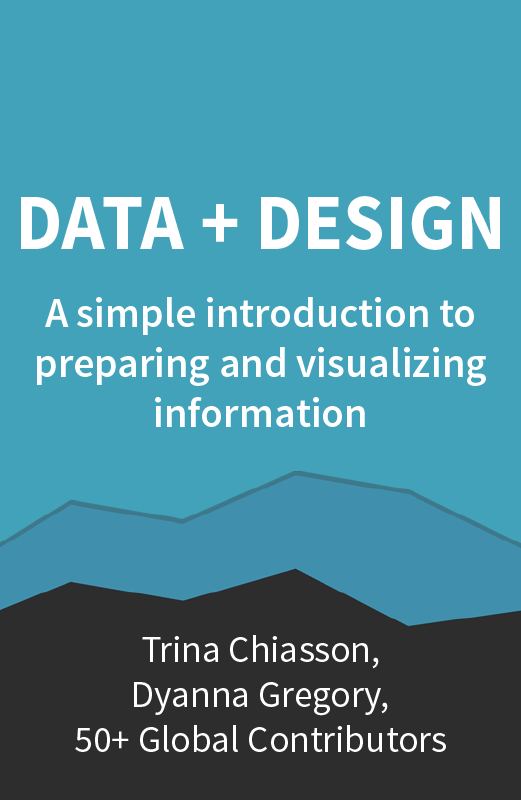 DATA + DESIGN
A simple introduction to
preparing and visualizing
information
Trina Chiasson,
Dyanna Gregory,
50+ Global Contributors